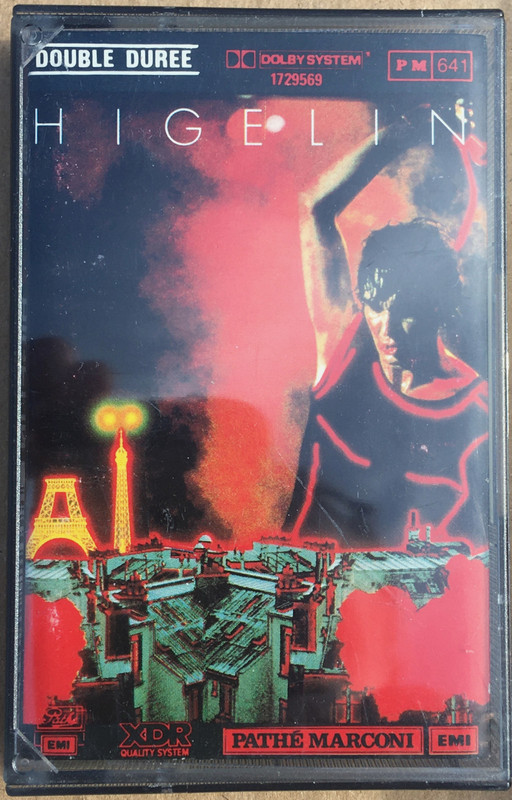 DOUBLE DUREE
DOLBY SYSTEM
PM 641
1729569
HIGELIN
EMI
XDR
QUALITY SYSTEM
PATHÉ MARCONI
EMI